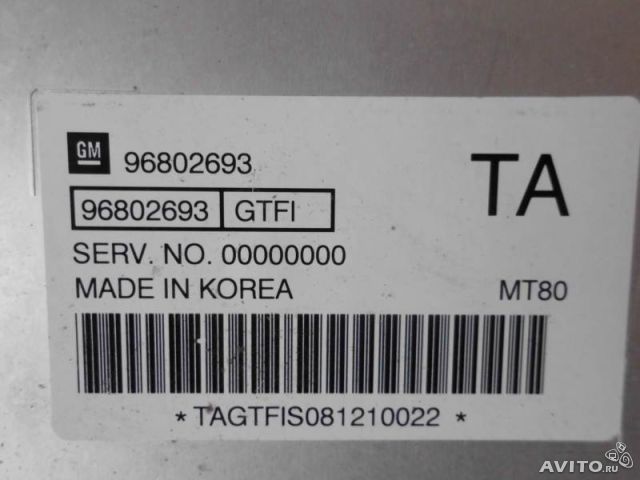 GM 96802693 TA
96802693 GTFI
SERV. NO. 00000000
MADE IN KOREA MT80
* TAGTFIS081210022 *
AVITO.ru